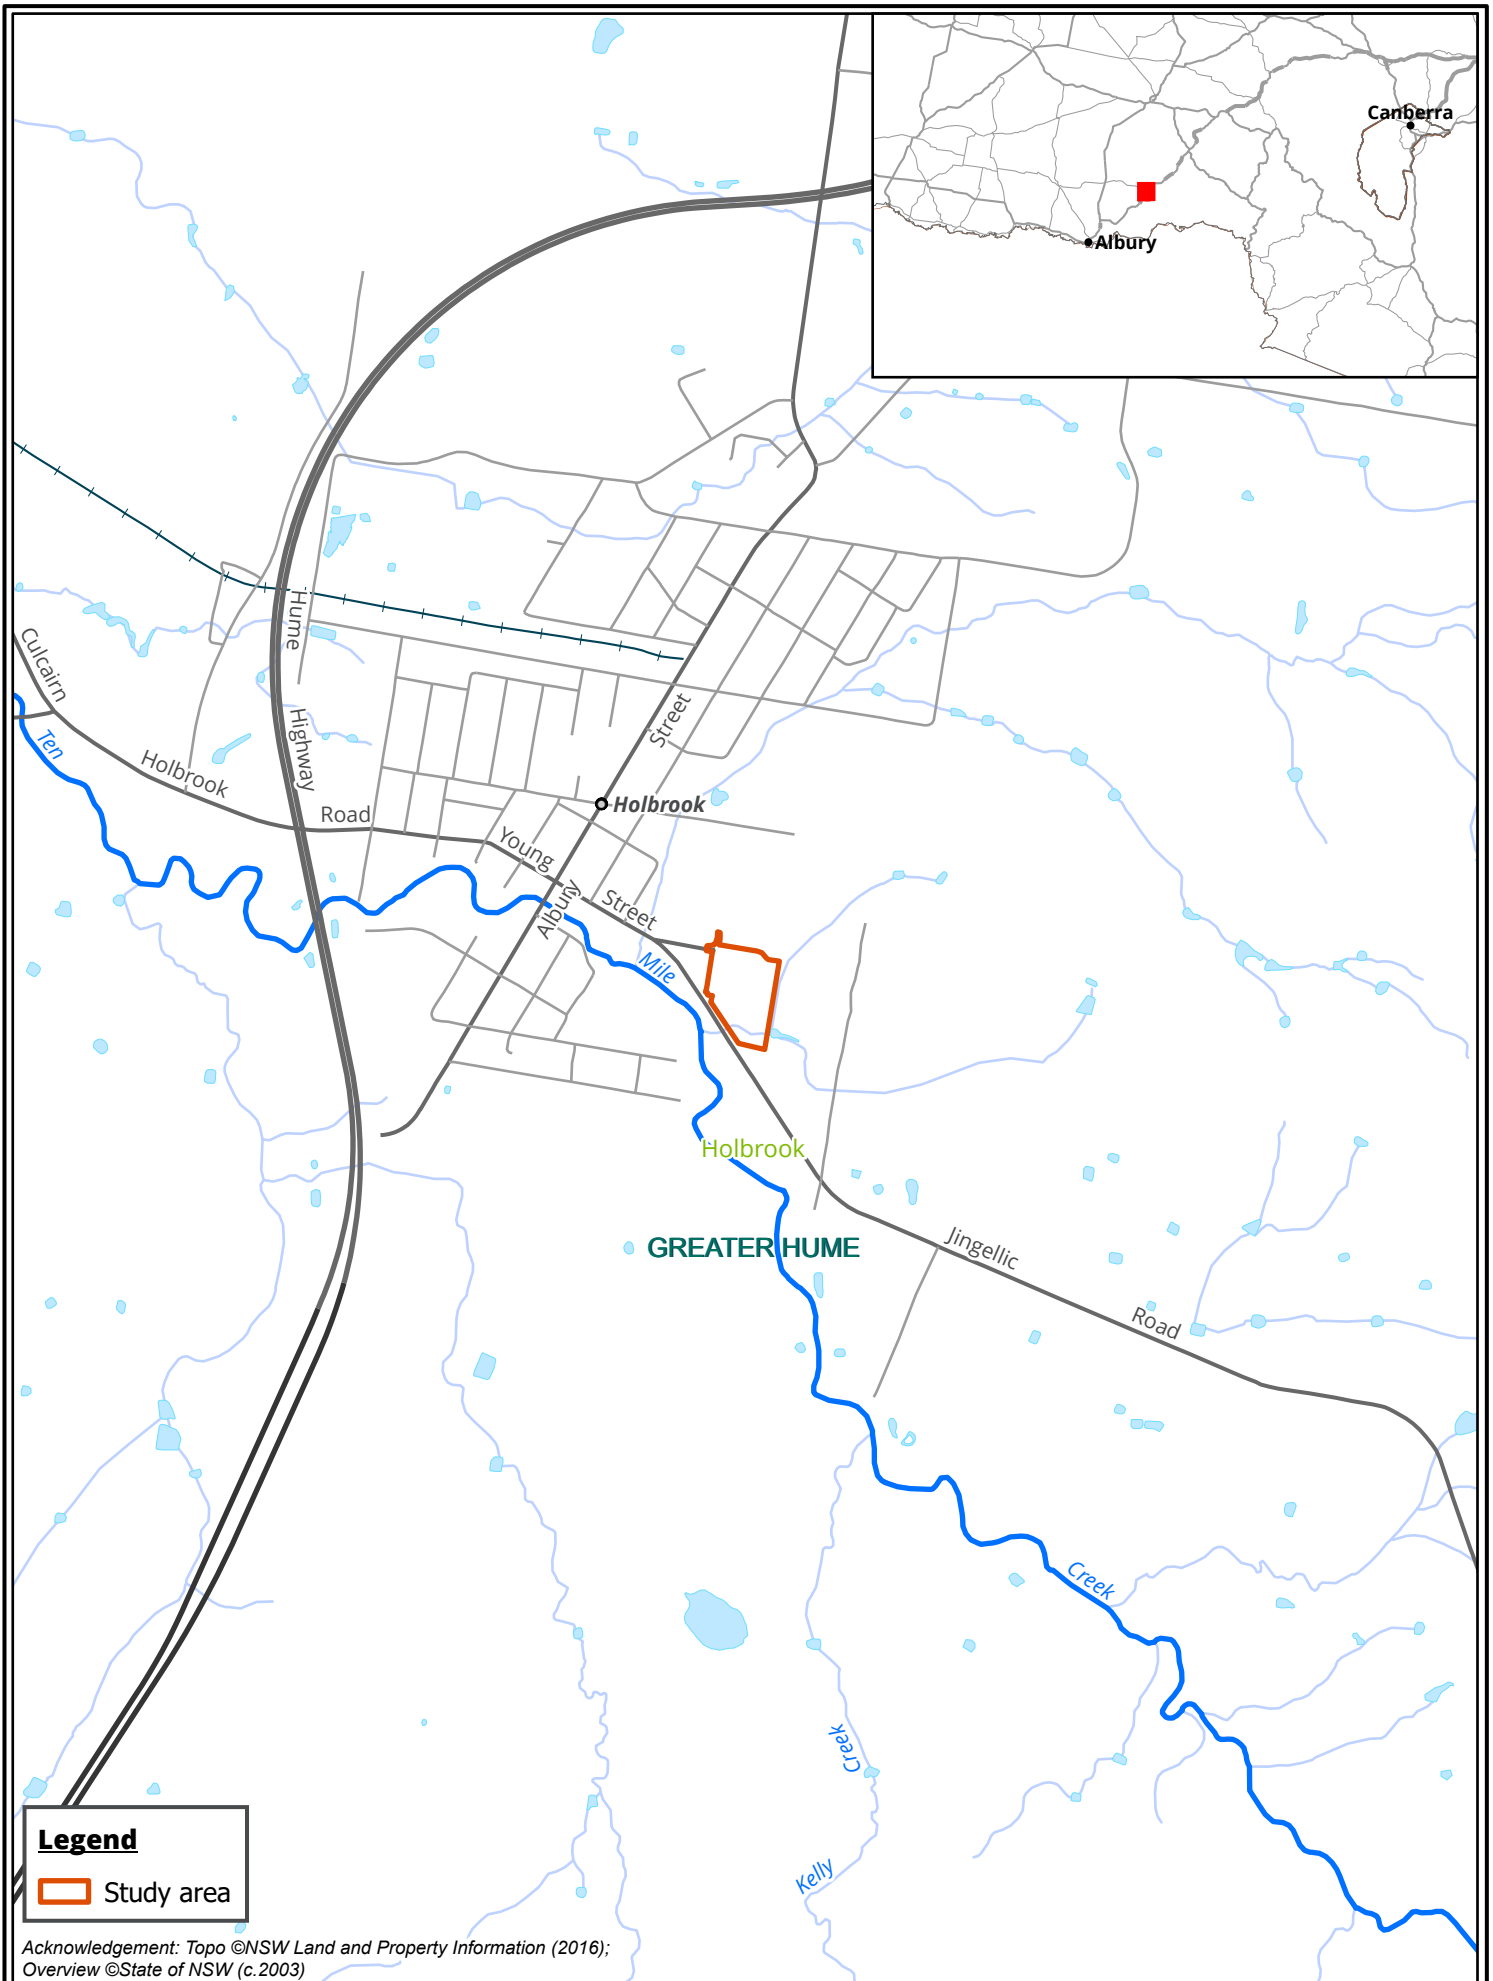 Canberra
Albury
Hume
Highway
Culcairn
Holbrook
Road
Ten
Mile
Creek
Street
Albury
Holbrook
Young
Street
Holbrook
GREATER HUME
Jingellic
Road
Creek
Kelly
Legend
Study area
Acknowledgement: Topo ©NSW Land and Property Information (2016);
Overview ©State of NSW (c.2003)